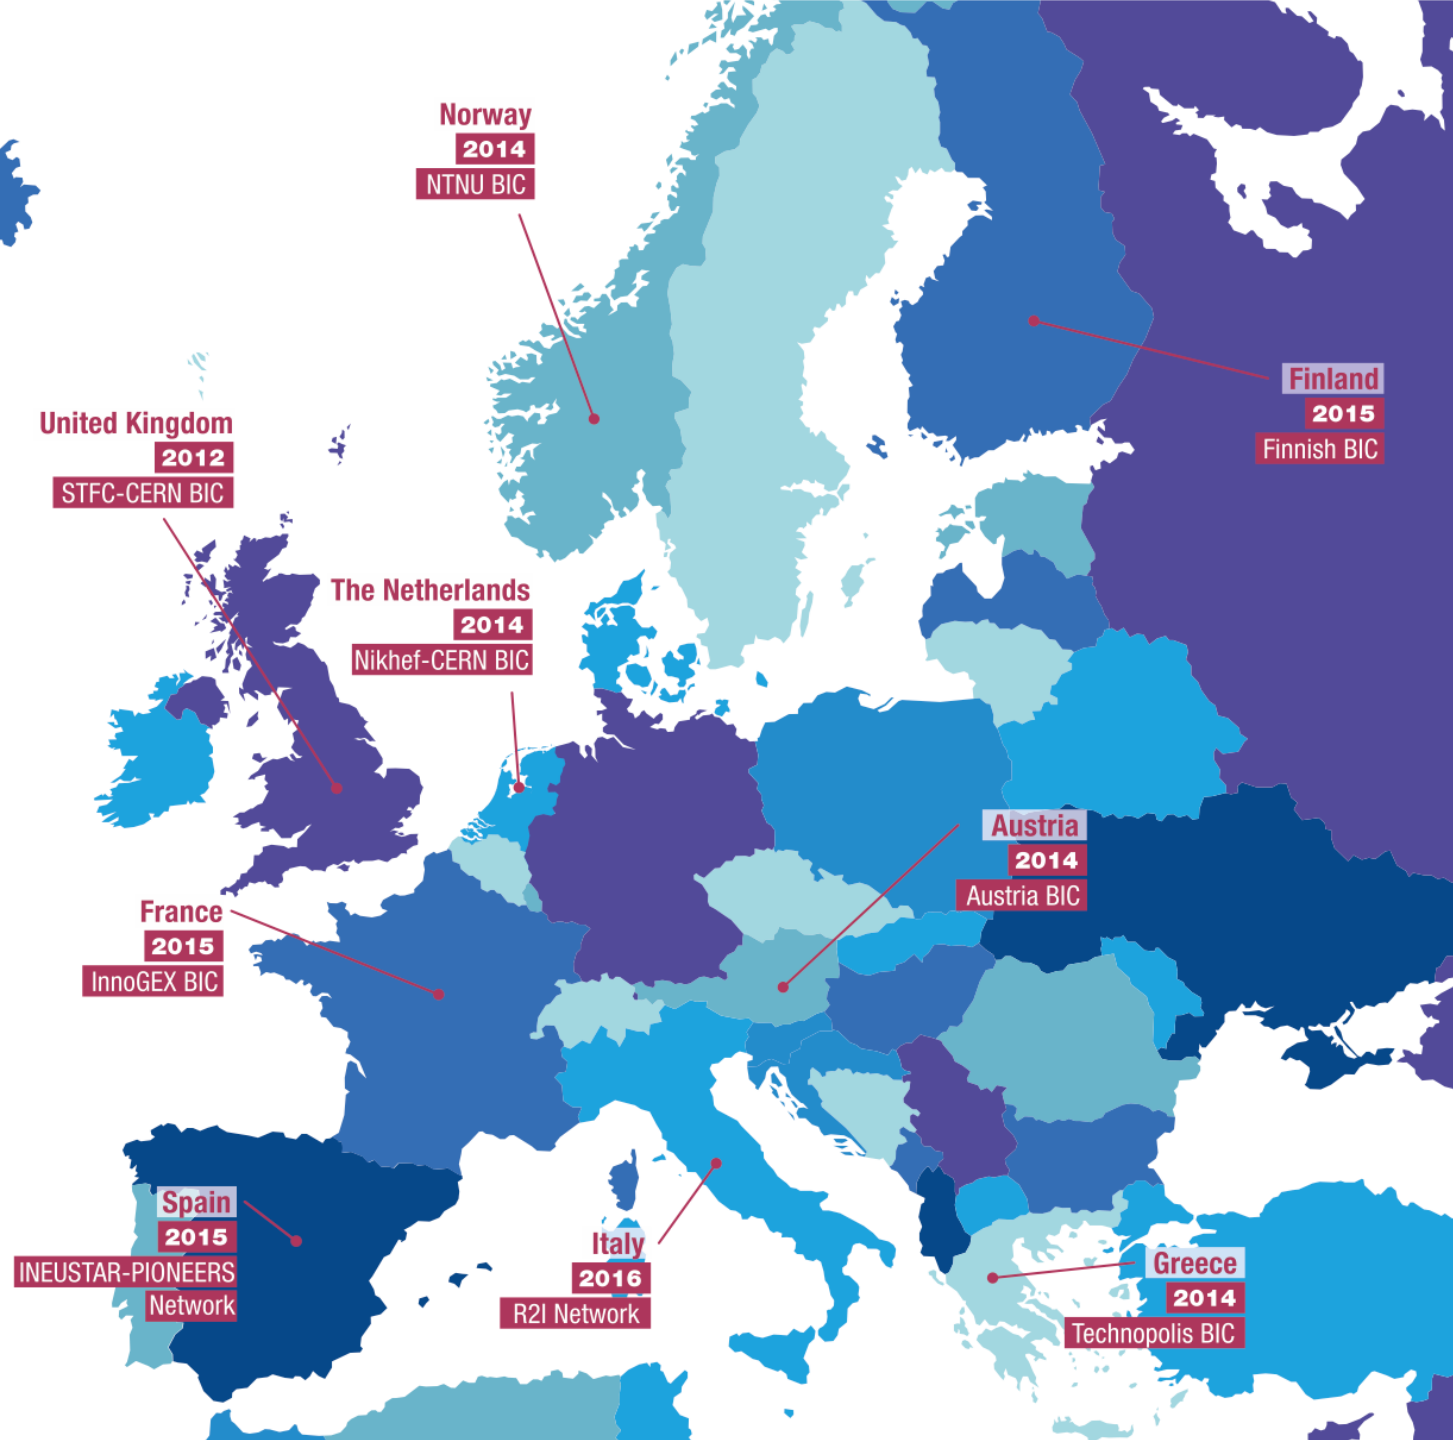 Norway
2014
NTNU BIC
Finland
2015
Finnish BIC
United Kingdom
2012
STFC-CERN BIC
The Netherlands
2014
Nikhef-CERN BIC
Austria
2014
Austria BIC
France
2015
InnoGEX BIC
Spain
2015
INEUSTAR-PIONEERS
Network
Italy
2016
R2I Network
Greece
2014
Technopolis BIC